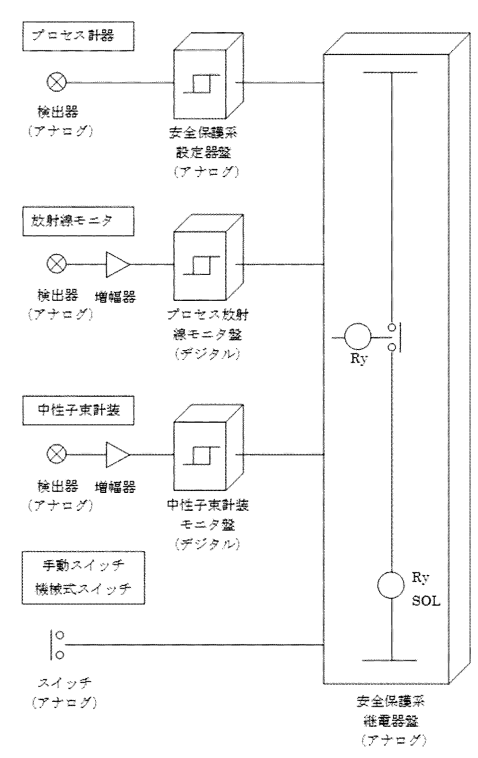 プロセス計器
検出器
(アナログ)
安全保護系
設定器盤
(アナログ)
放射線モニタ
検出器
(アナログ)
増幅器
プロセス放射
線モニタ盤
(デジタル)
Ry
中性子束計装
検出器
(アナログ)
増幅器
中性子束計装
モニタ盤
(デジタル)
手動スイッチ
機械式スイッチ
Ry
SOL
スイッチ
(アナログ)
安全保護系
継電器盤
(アナログ)